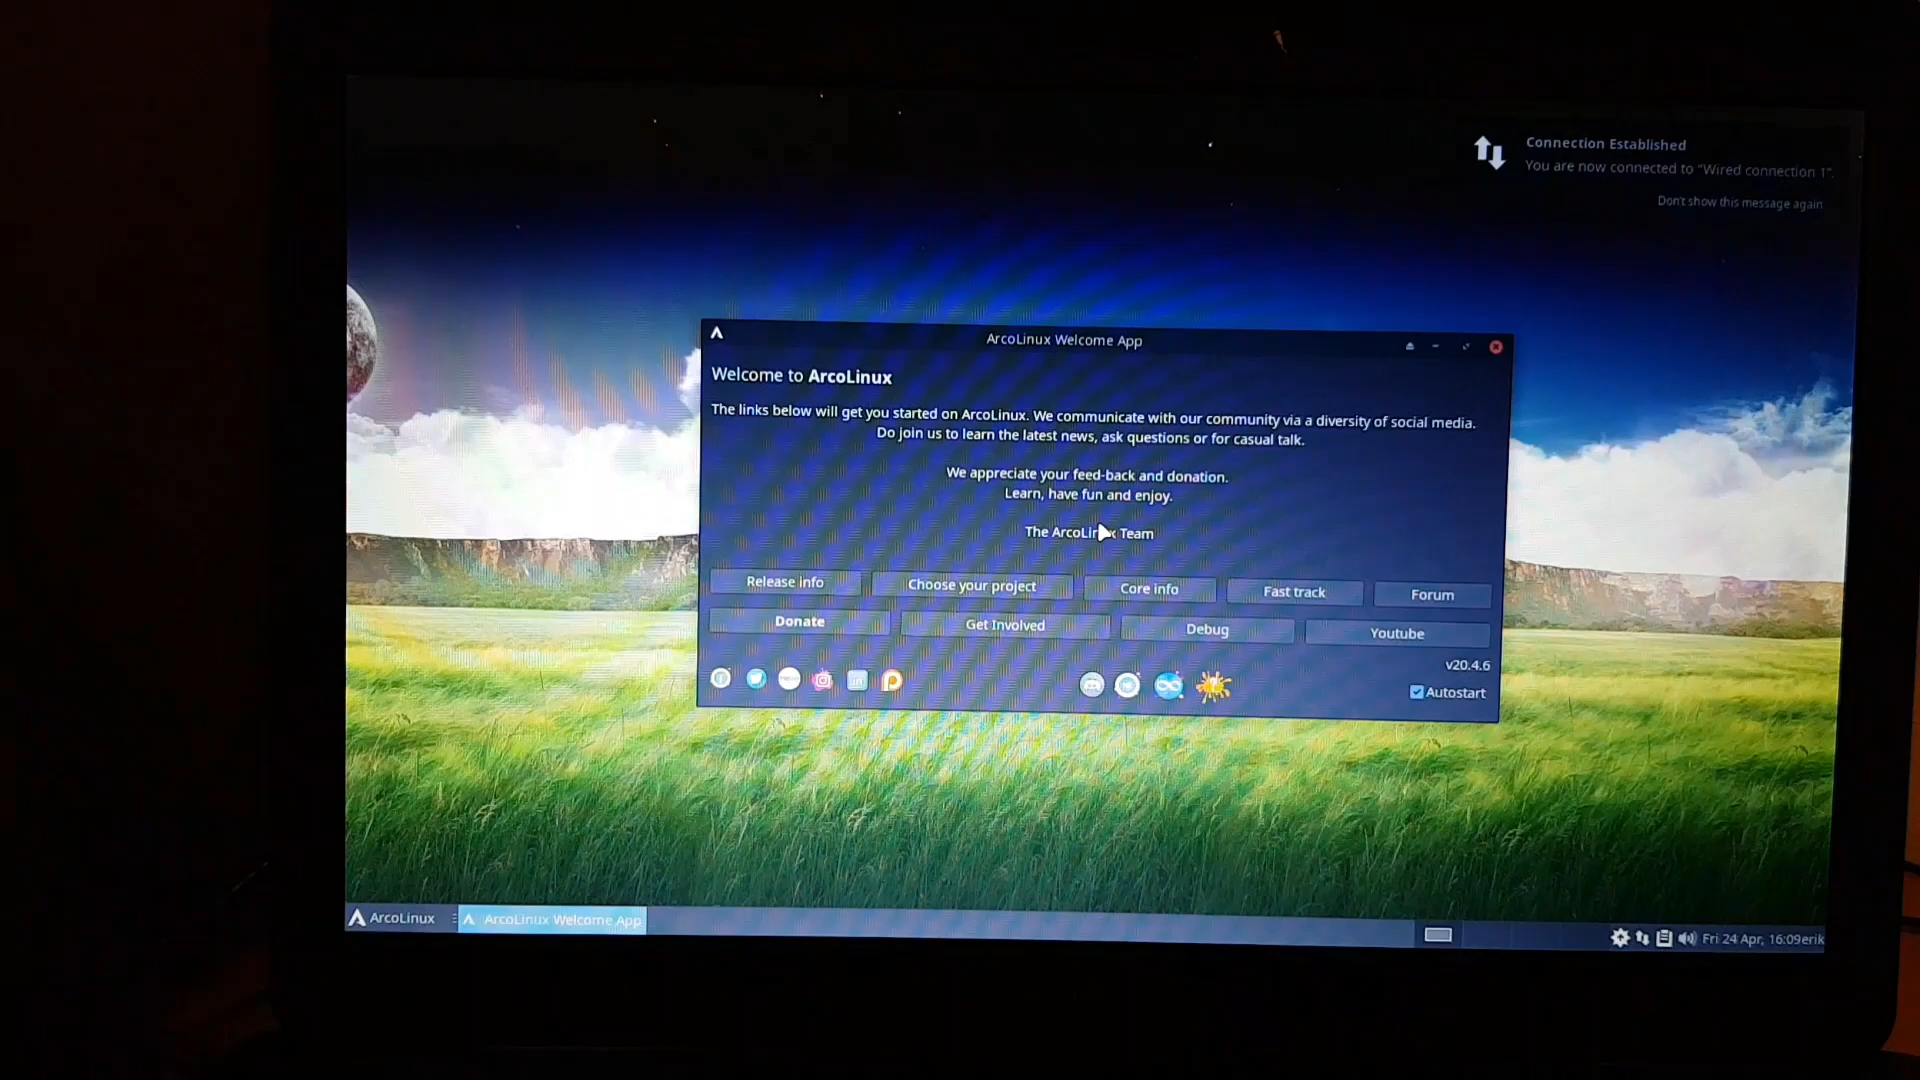 Connection Established
You are now connected to "Wired connection 1".
Don't show this message again
ArcoLinux Welcome App
Welcome to ArcoLinux
The links below will get you started on ArcoLinux. We communicate with our community via a diversity of social media.
Do join us to learn the latest news, ask questions or for casual talk.
We appreciate your feed-back and donation.
Learn, have fun and enjoy.
The ArcoLinux Team
Release info Choose your project Core info Fast track Forum
Donate Get Involved Debug Youtube
v20.4.6
Autostart
ArcoLinux ArcoLinux Welcome App Fri 24 Apr, 16:09erik